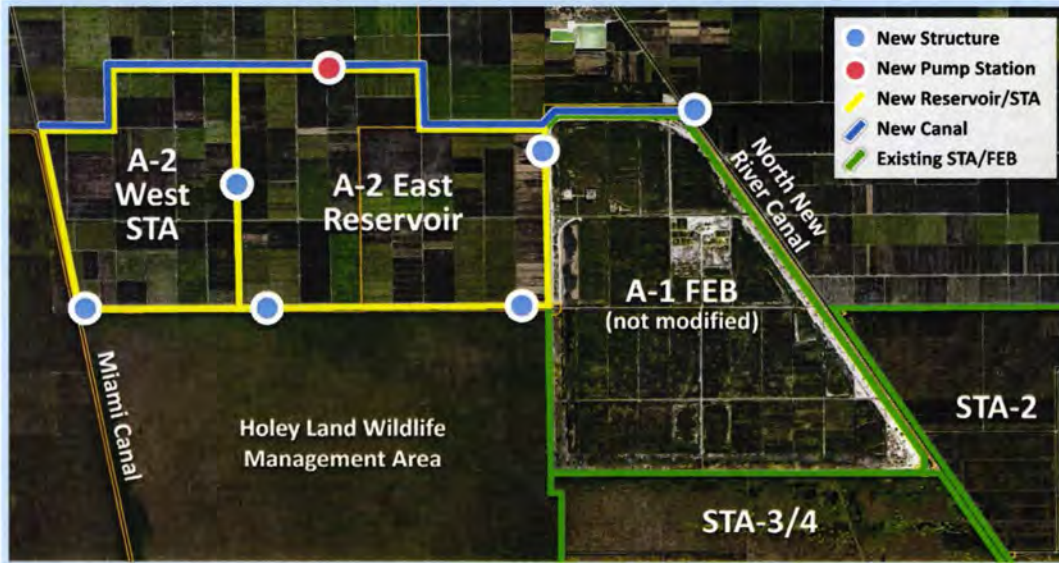 New Structure
New Pump Station
New Reservoir/STA
New Canal
Existing STA/FEB
A-2
West
STA
A-2 East
Reservoir
North New
River Canal
A-1 FEB
(not modified)
Miami Canal
Holey Land Wildlife
Management Area
STA-2
STA-3/4